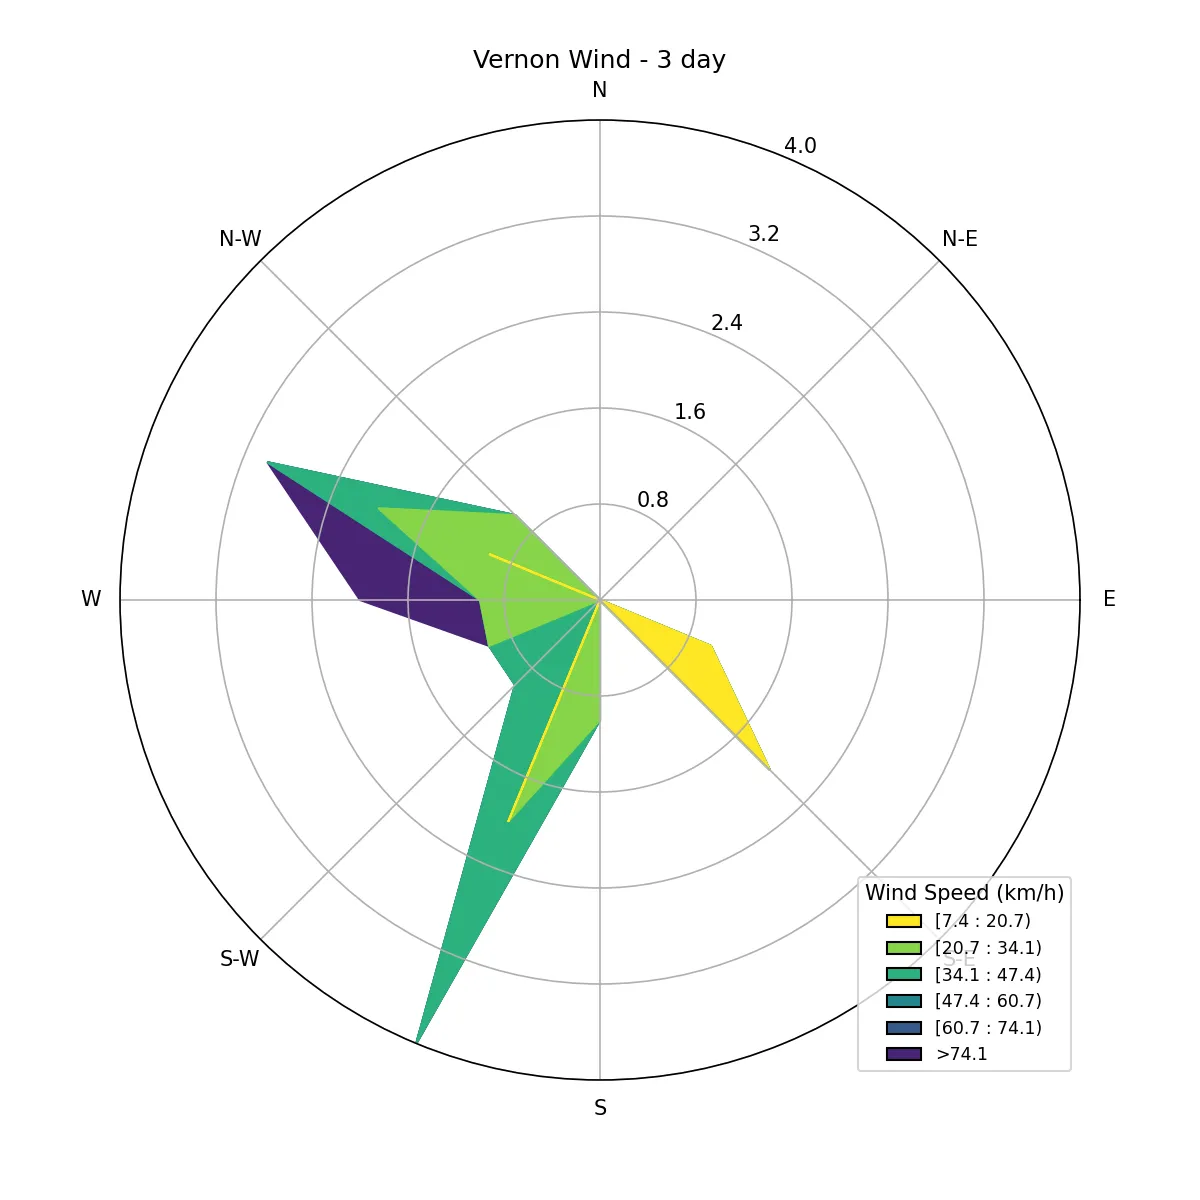 Vernon Wind - 3 day
N
4.0
N-W
N-E
3.2
2.4
1.6
0.8
W
E
Wind Speed (km/h)
[7.4 : 20.7)
[20.7 : 34.1)
S-W
S-E
[34.1 : 47.4)
[47.4 : 60.7)
[60.7 : 74.1)
>74.1
S